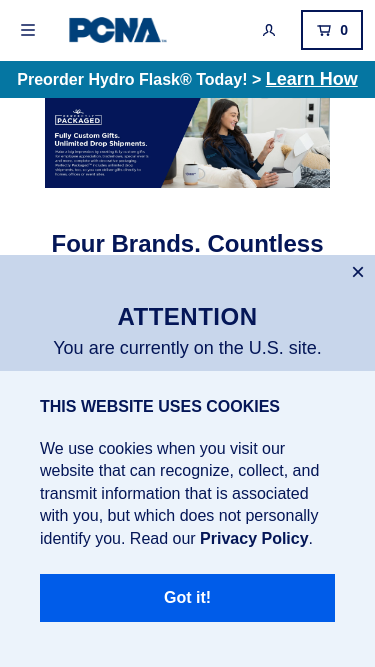 PCNA
0
Preorder Hydro Flask® Today! > Learn How
PERFECTLY
PACKAGED
Fully Custom Gifts.
Unlimited Drop Shipments.
Four Brands. Countless
×
ATTENTION
You are currently on the U.S. site.
THIS WEBSITE USES COOKIES
We use cookies when you visit our
website that can recognize, collect, and
transmit information that is associated
with you, but which does not personally
identify you. Read our Privacy Policy.
Got it!